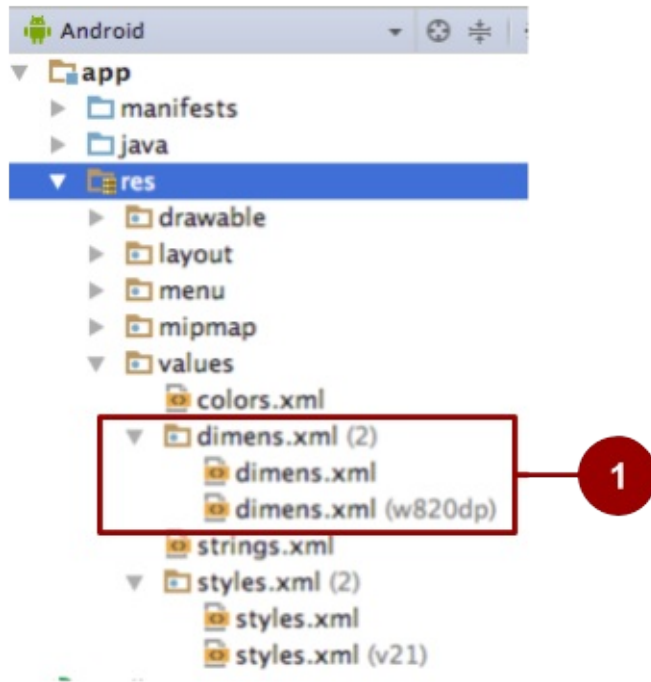 Android
app
manifests
java
res
drawable
layout
menu
mipmap
values
colors.xml
dimens.xml (2)
dimens.xml
dimens.xml (w820dp)
1
strings.xml
styles.xml (2)
styles.xml
styles.xml (v21)